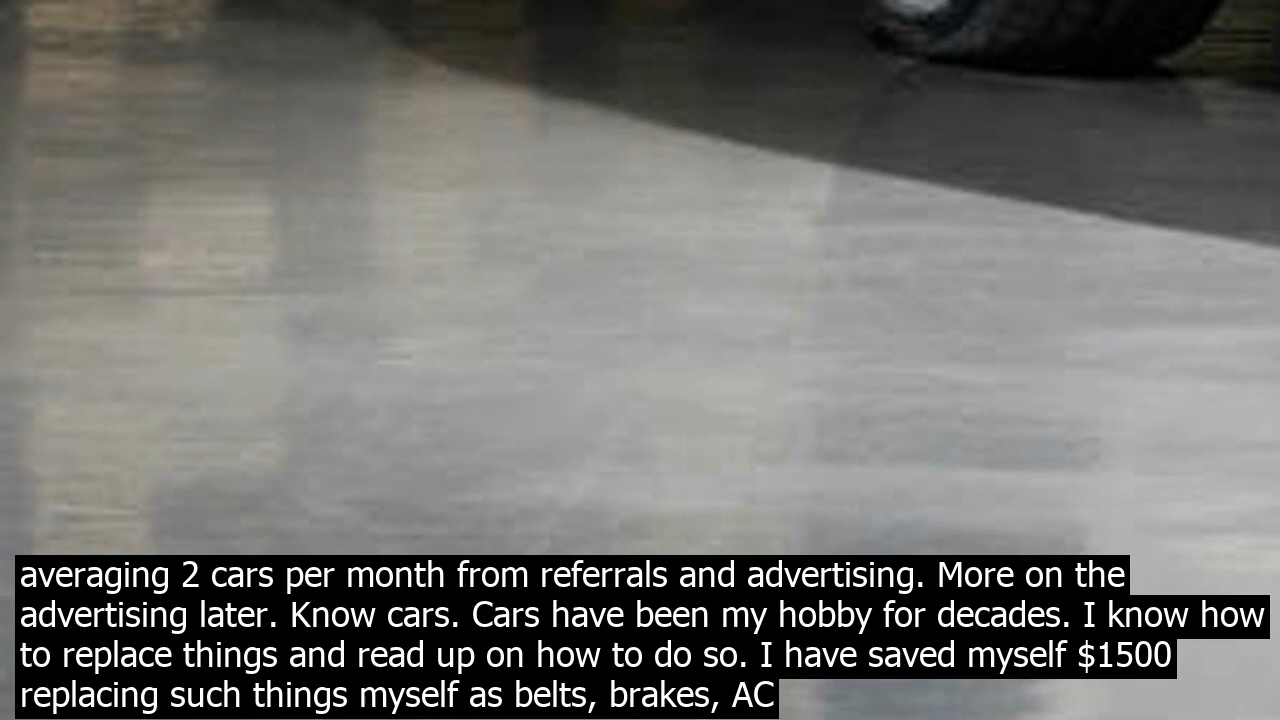 averaging 2 cars per month from referrals and advertising. More on the
advertising later. Know cars. Cars have been my hobby for decades. I know how
to replace things and read up on how to do so. I have saved myself $1500
replacing such things myself as belts, brakes, AC